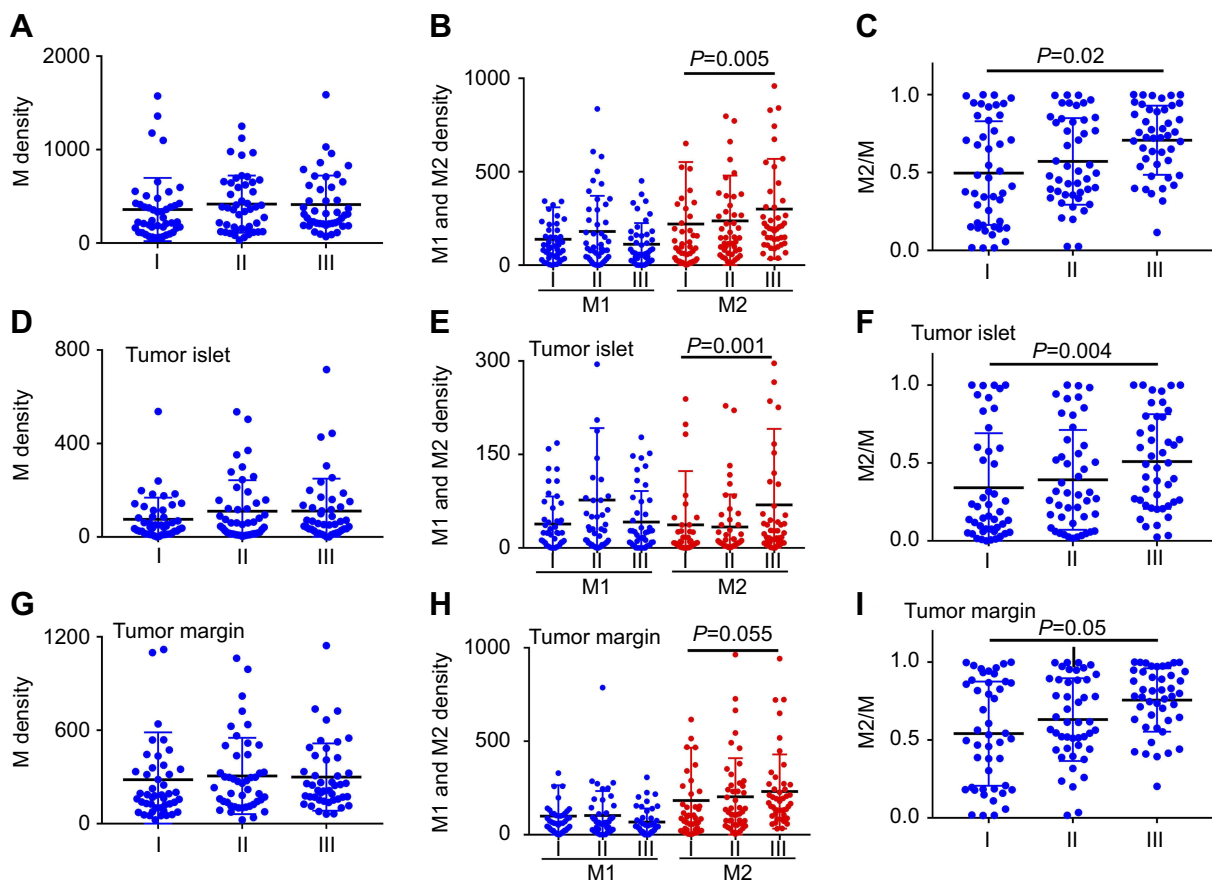 A
M density
2000
1000
0
I II III
B
M1 and M2 density
P=0.005
1000
500
0
I II III I II III
M1 M2
C
M2/M
P=0.02
1.0
0.5
0.0
I II III
D
M density
Tumor islet
800
400
0
I II III
E
M1 and M2 density
Tumor islet
P=0.001
300
150
0
I II III I II III
M1 M2
F
M2/M
Tumor islet
P=0.004
1.0
0.5
0.0
I II III
G
M density
Tumor margin
1200
600
0
I II III
H
M1 and M2 density
Tumor margin
P=0.055
1000
500
0
I II III I II III
M1 M2
I
M2/M
Tumor margin
P=0.05
1.0
0.5
0.0
I II III